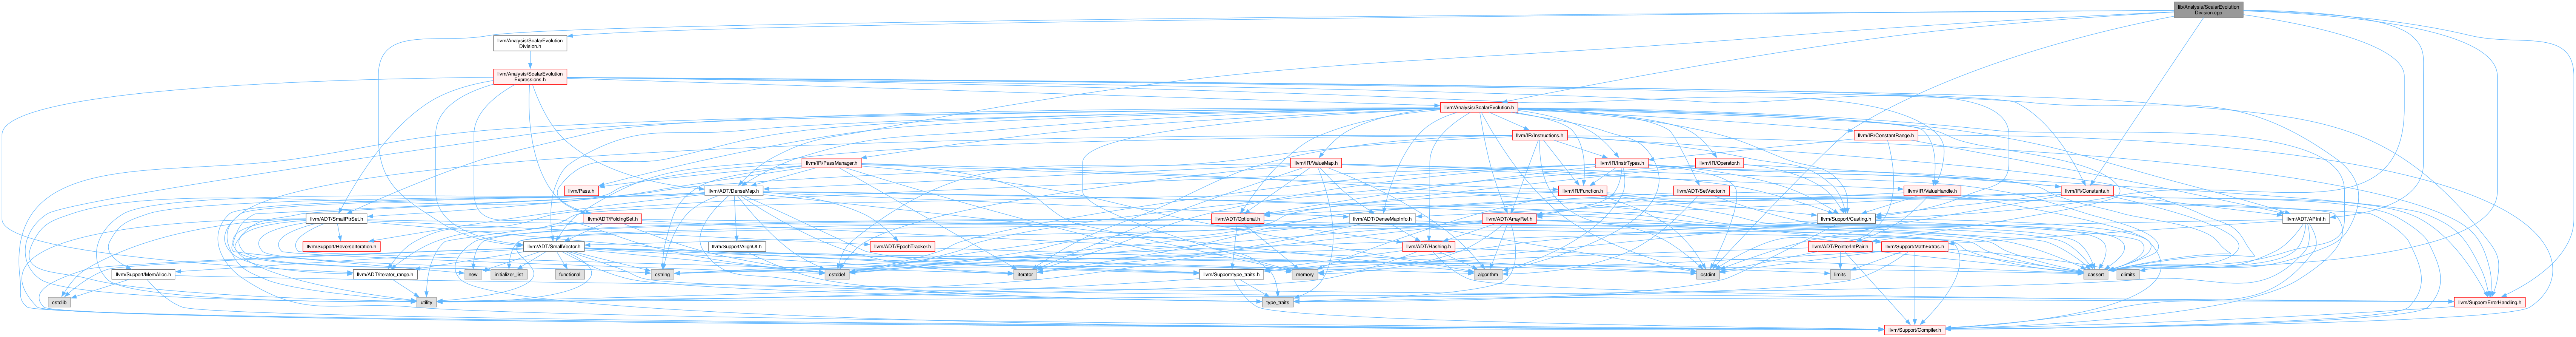 lib/Analysis/ScalarEvolution
Division.cpp
llvm/Analysis/ScalarEvolution
Division.h
llvm/Analysis/ScalarEvolution
Expressions.h
llvm/Analysis/ScalarEvolution.h
llvm/IR/Instructions.h
llvm/IR/ConstantRange.h
llvm/IR/PassManager.h
llvm/IR/ValueMap.h
llvm/IR/InstrTypes.h
llvm/IR/Operator.h
llvm/Pass.h
llvm/ADT/DenseMap.h
llvm/IR/Function.h
llvm/ADT/SetVector.h
llvm/IR/ValueHandle.h
llvm/IR/Constants.h
llvm/ADT/SmallPtrSet.h
llvm/ADT/FoldingSet.h
llvm/ADT/Optional.h
llvm/ADT/DenseMapInfo.h
llvm/ADT/ArrayRef.h
llvm/Support/Casting.h
llvm/ADT/APInt.h
llvm/Support/ReverseIteration.h
llvm/ADT/SmallVector.h
llvm/Support/AlignOf.h
llvm/ADT/EpochTracker.h
llvm/ADT/Hashing.h
llvm/ADT/PointerIntPair.h
llvm/Support/MathExtras.h
llvm/Support/MemAlloc.h
llvm/ADT/iterator_range.h
new
initializer_list
functional
cstring
cstddef
iterator
llvm/Support/type_traits.h
memory
algorithm
cstdint
limits
cassert
climits
cstdlib
utility
type_traits
llvm/Support/ErrorHandling.h
llvm/Support/Compiler.h